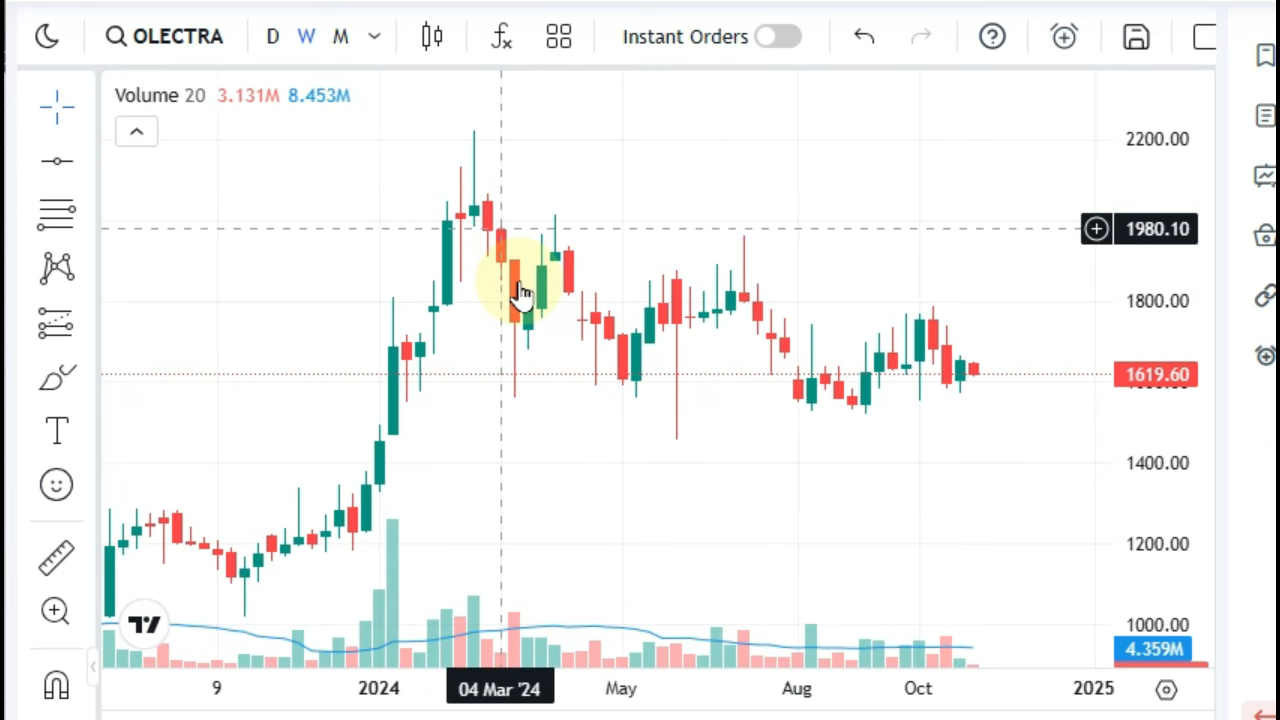 OLECTRA D W M Instant Orders
Volume 20 3.131M 8.453M
2200.00
1980.10
1800.00
1619.60
1400.00
1200.00
1000.00
4.359M
9 2024 04 Mar '24 May Aug Oct 2025